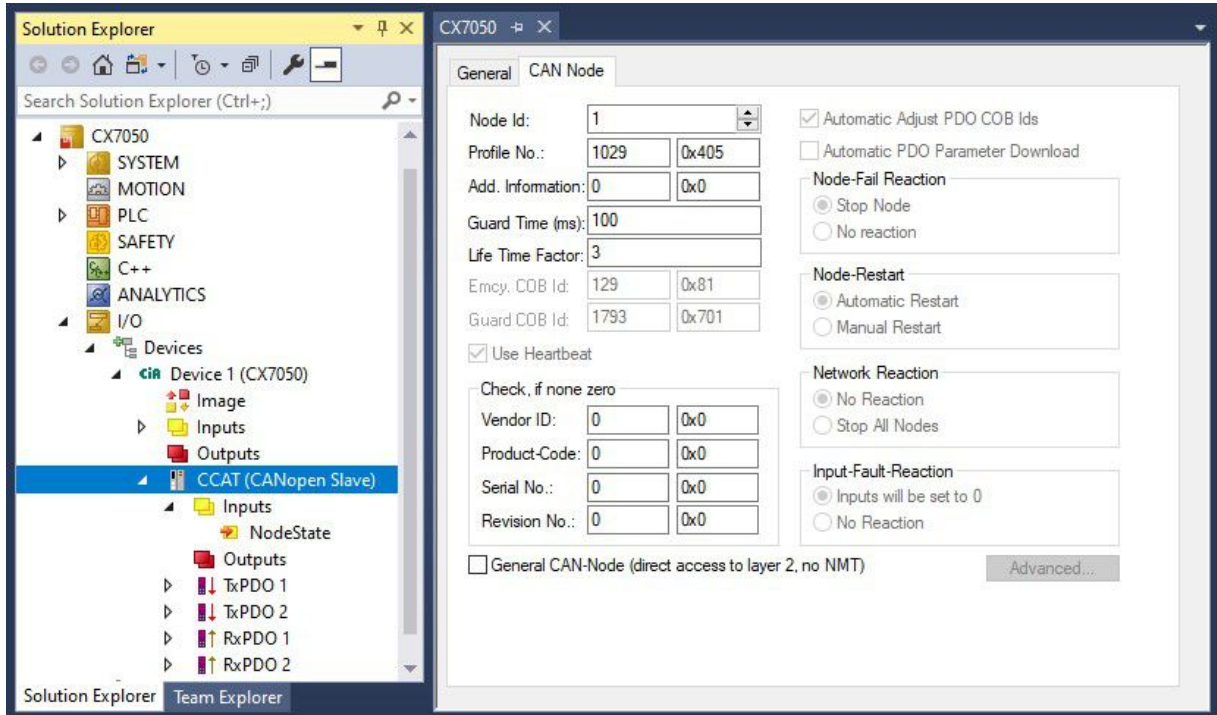 Solution Explorer
Search Solution Explorer (Ctrl+;)
CX7050
SYSTEM
MOTION
PLC
SAFETY
C++
ANALYTICS
I/O
Devices
CiA Device 1 (CX7050)
Image
Inputs
Outputs
CCAT (CANopen Slave)
Inputs
NodeState
Outputs
TxPDO 1
TxPDO 2
RxPDO 1
RxPDO 2
Solution Explorer Team Explorer
CX7050
General CAN Node
Node Id: 1
Profile No.: 1029 0x405
Add. Information: 0 0x0
Guard Time (ms): 100
Life Time Factor: 3
Emcy. COB Id: 129 0x81
Guard COB Id: 1793 0x701
Use Heartbeat
Check, if none zero
Vendor ID: 0 0x0
Product-Code: 0 0x0
Serial No.: 0 0x0
Revision No.: 0 0x0
General CAN-Node (direct access to layer 2, no NMT)
Automatic Adjust PDO COB Ids
Automatic PDO Parameter Download
Node-Fail Reaction
Stop Node
No reaction
Node-Restart
Automatic Restart
Manual Restart
Network Reaction
No Reaction
Stop All Nodes
Input-Fault-Reaction
Inputs will be set to 0
No Reaction
Advanced...